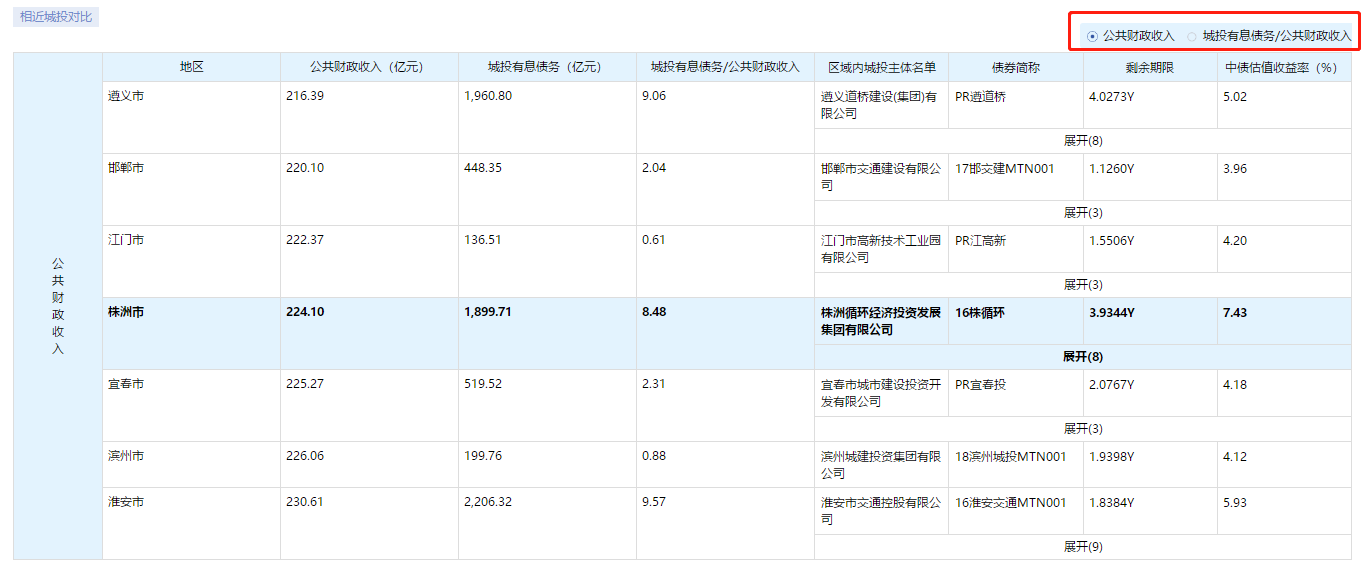 相近城投对比
公共财政收入 城投有息债务/公共财政收入
地区 公共财政收入（亿元） 城投有息债务（亿元） 城投有息债务/公共财政收入 区域内城投主体名单 债券简称 剩余期限 中债估值收益率（%）
公共财政收入
遵义市 216.39 1,960.80 9.06 遵义道桥建设(集团)有 PR遵道桥 4.0273Y 5.02
限公司
展开(8)
邯郸市 220.10 448.35 2.04 邯郸市交通建设有限公 17邯交建MTN001 1.1260Y 3.96
司
展开(3)
江门市 222.37 136.51 0.61 江门市高新技术工业园 PR江高新 1.5506Y 4.20
有限公司
展开(3)
株洲市 224.10 1,899.71 8.48 株洲循环经济投资发展 16株循环 3.9344Y 7.43
集团有限公司
展开(8)
宜春市 225.27 519.52 2.31 宜春市城市建设投资开 PR宜春投 2.0767Y 4.18
发有限公司
展开(3)
滨州市 226.06 199.76 0.88 滨州城建投资集团有限 18滨州城投MTN001 1.9398Y 4.12
公司
淮安市 230.61 2,206.32 9.57 淮安市交通控股有限公 16淮安交通MTN001 1.8384Y 5.93
司
展开(9)